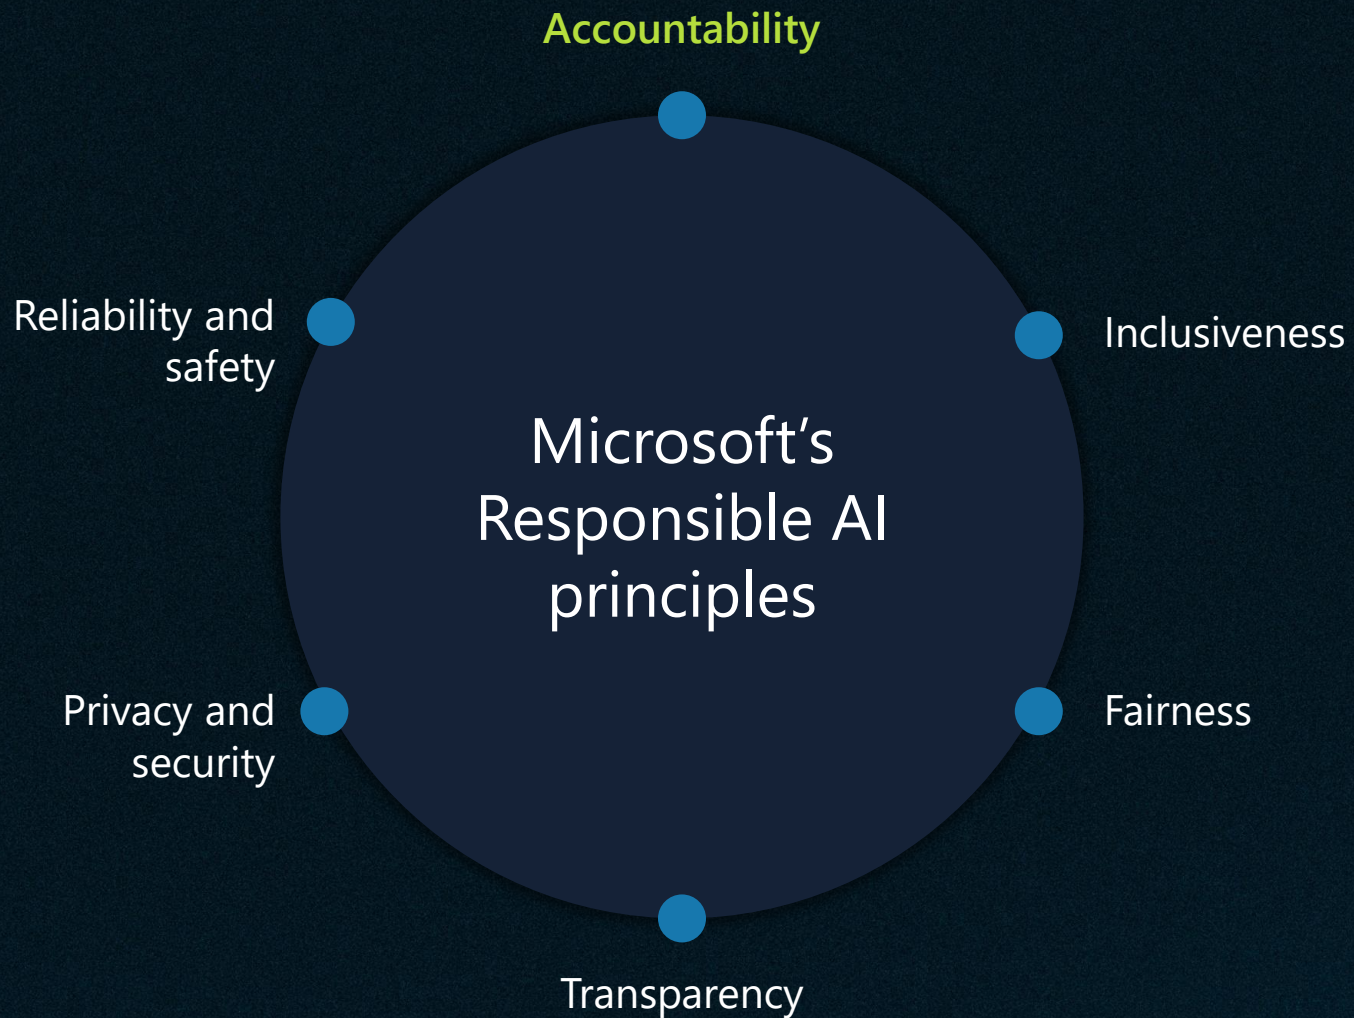 Accountability
Reliability and
safety
Inclusiveness
Microsoft’s
Responsible AI
principles
Privacy and
security
Fairness
Transparency